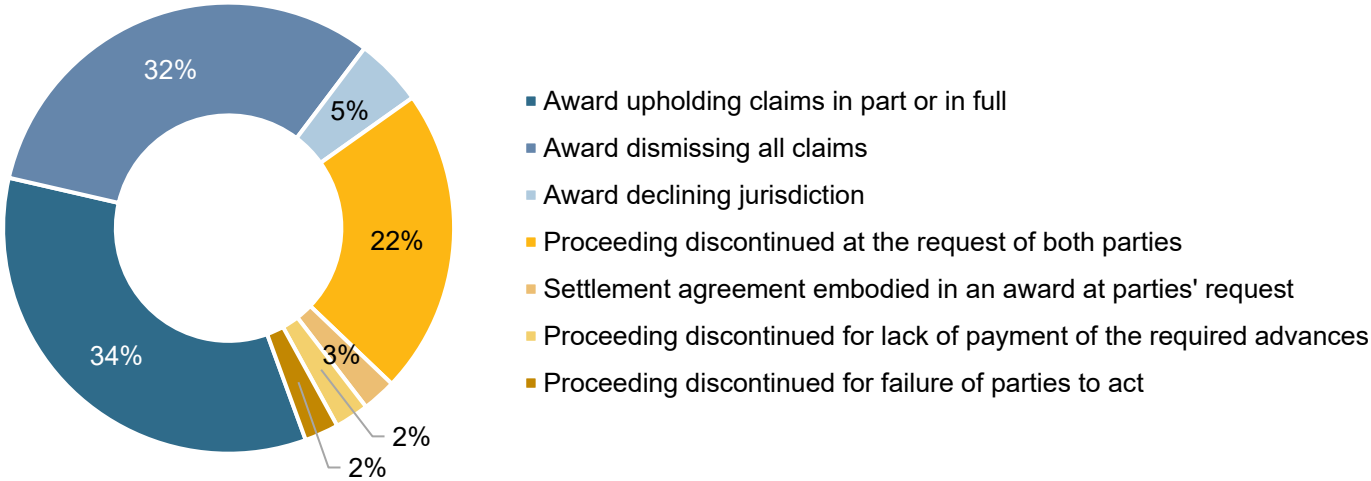 32%
5%
22%
34%
3%
2%
2%
Award upholding claims in part or in full
Award dismissing all claims
Award declining jurisdiction
Proceeding discontinued at the request of both parties
Settlement agreement embodied in an award at parties' request
Proceeding discontinued for lack of payment of the required advances
Proceeding discontinued for failure of parties to act